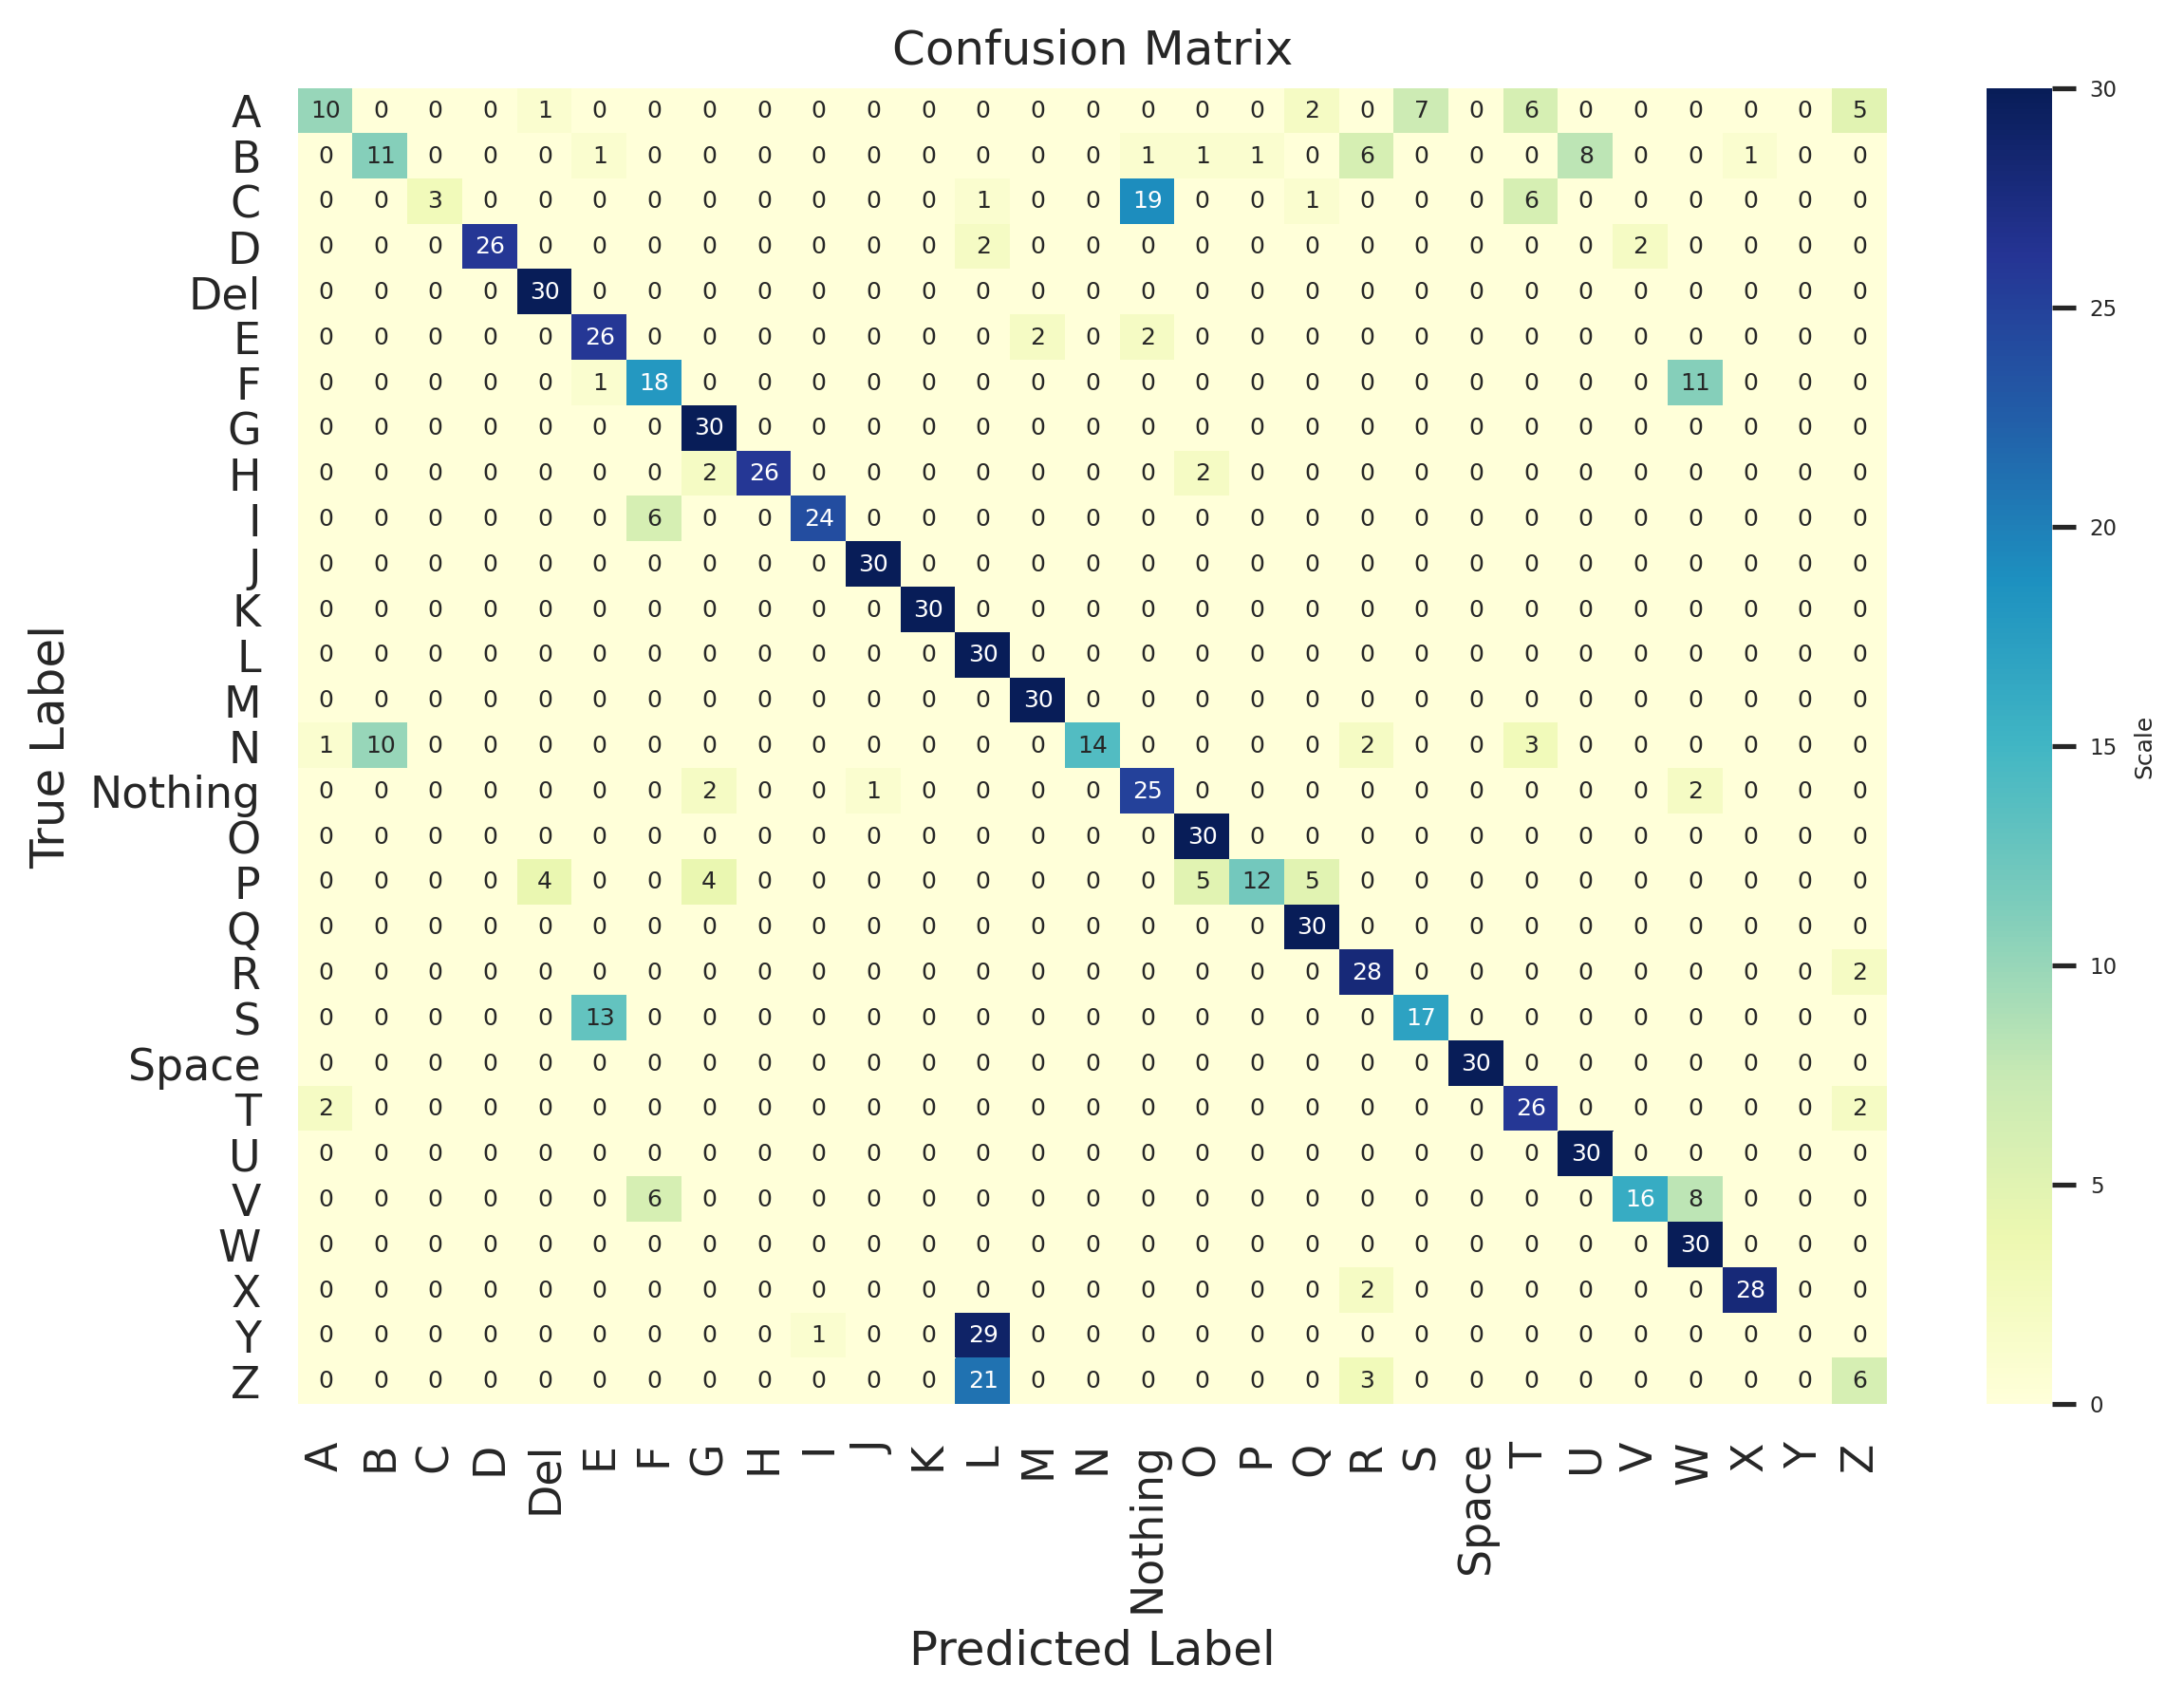 Confusion Matrix
A 10 0 0 0 1 0 0 0 0 0 0 0 0 0 0 0 0 0 2 0 7 0 6 0 0 0 0 0 5
B 0 11 0 0 0 1 0 0 0 0 0 0 0 0 0 1 1 1 0 6 0 0 0 8 0 0 1 0 0
C 0 0 3 0 0 0 0 0 0 0 0 0 1 0 0 19 0 0 1 0 0 0 6 0 0 0 0 0 0
D 0 0 0 26 0 0 0 0 0 0 0 0 2 0 0 0 0 0 0 0 0 0 0 0 2 0 0 0 0
Del 0 0 0 0 30 0 0 0 0 0 0 0 0 0 0 0 0 0 0 0 0 0 0 0 0 0 0 0 0
E 0 0 0 0 0 26 0 0 0 0 0 0 0 2 0 2 0 0 0 0 0 0 0 0 0 0 0 0 0
F 0 0 0 0 0 1 18 0 0 0 0 0 0 0 0 0 0 0 0 0 0 0 0 0 0 11 0 0 0
G 0 0 0 0 0 0 0 30 0 0 0 0 0 0 0 0 0 0 0 0 0 0 0 0 0 0 0 0 0
H 0 0 0 0 0 0 0 2 26 0 0 0 0 0 0 0 2 0 0 0 0 0 0 0 0 0 0 0 0
I 0 0 0 0 0 0 6 0 0 24 0 0 0 0 0 0 0 0 0 0 0 0 0 0 0 0 0 0 0
J 0 0 0 0 0 0 0 0 0 0 30 0 0 0 0 0 0 0 0 0 0 0 0 0 0 0 0 0 0
K 0 0 0 0 0 0 0 0 0 0 0 30 0 0 0 0 0 0 0 0 0 0 0 0 0 0 0 0 0
L 0 0 0 0 0 0 0 0 0 0 0 0 30 0 0 0 0 0 0 0 0 0 0 0 0 0 0 0 0
M 0 0 0 0 0 0 0 0 0 0 0 0 0 30 0 0 0 0 0 0 0 0 0 0 0 0 0 0 0
N 1 10 0 0 0 0 0 0 0 0 0 0 0 0 14 0 0 0 0 2 0 0 3 0 0 0 0 0 0
Nothing 0 0 0 0 0 0 0 2 0 0 1 0 0 0 0 25 0 0 0 0 0 0 0 0 0 2 0 0 0
O 0 0 0 0 0 0 0 0 0 0 0 0 0 0 0 0 30 0 0 0 0 0 0 0 0 0 0 0 0
P 0 0 0 0 4 0 0 4 0 0 0 0 0 0 0 0 5 12 5 0 0 0 0 0 0 0 0 0 0
Q 0 0 0 0 0 0 0 0 0 0 0 0 0 0 0 0 0 0 30 0 0 0 0 0 0 0 0 0 0
R 0 0 0 0 0 0 0 0 0 0 0 0 0 0 0 0 0 0 0 28 0 0 0 0 0 0 0 0 2
S 0 0 0 0 0 13 0 0 0 0 0 0 0 0 0 0 0 0 0 0 17 0 0 0 0 0 0 0 0
Space 0 0 0 0 0 0 0 0 0 0 0 0 0 0 0 0 0 0 0 0 0 30 0 0 0 0 0 0 0
T 2 0 0 0 0 0 0 0 0 0 0 0 0 0 0 0 0 0 0 0 0 0 26 0 0 0 0 0 2
U 0 0 0 0 0 0 0 0 0 0 0 0 0 0 0 0 0 0 0 0 0 0 0 30 0 0 0 0 0
V 0 0 0 0 0 0 6 0 0 0 0 0 0 0 0 0 0 0 0 0 0 0 0 0 16 8 0 0 0
W 0 0 0 0 0 0 0 0 0 0 0 0 0 0 0 0 0 0 0 0 0 0 0 0 0 30 0 0 0
X 0 0 0 0 0 0 0 0 0 0 0 0 0 0 0 0 0 0 0 2 0 0 0 0 0 0 28 0 0
Y 0 0 0 0 0 0 0 0 0 1 0 0 29 0 0 0 0 0 0 0 0 0 0 0 0 0 0 0 0
Z 0 0 0 0 0 0 0 0 0 0 0 0 21 0 0 0 0 0 0 3 0 0 0 0 0 0 0 0 6
A B C D Del E F G H I J K L M N Nothing O P Q R S Space T U V W X Y Z
Predicted Label
True Label
30
25
20
15
10
5
0
Scale